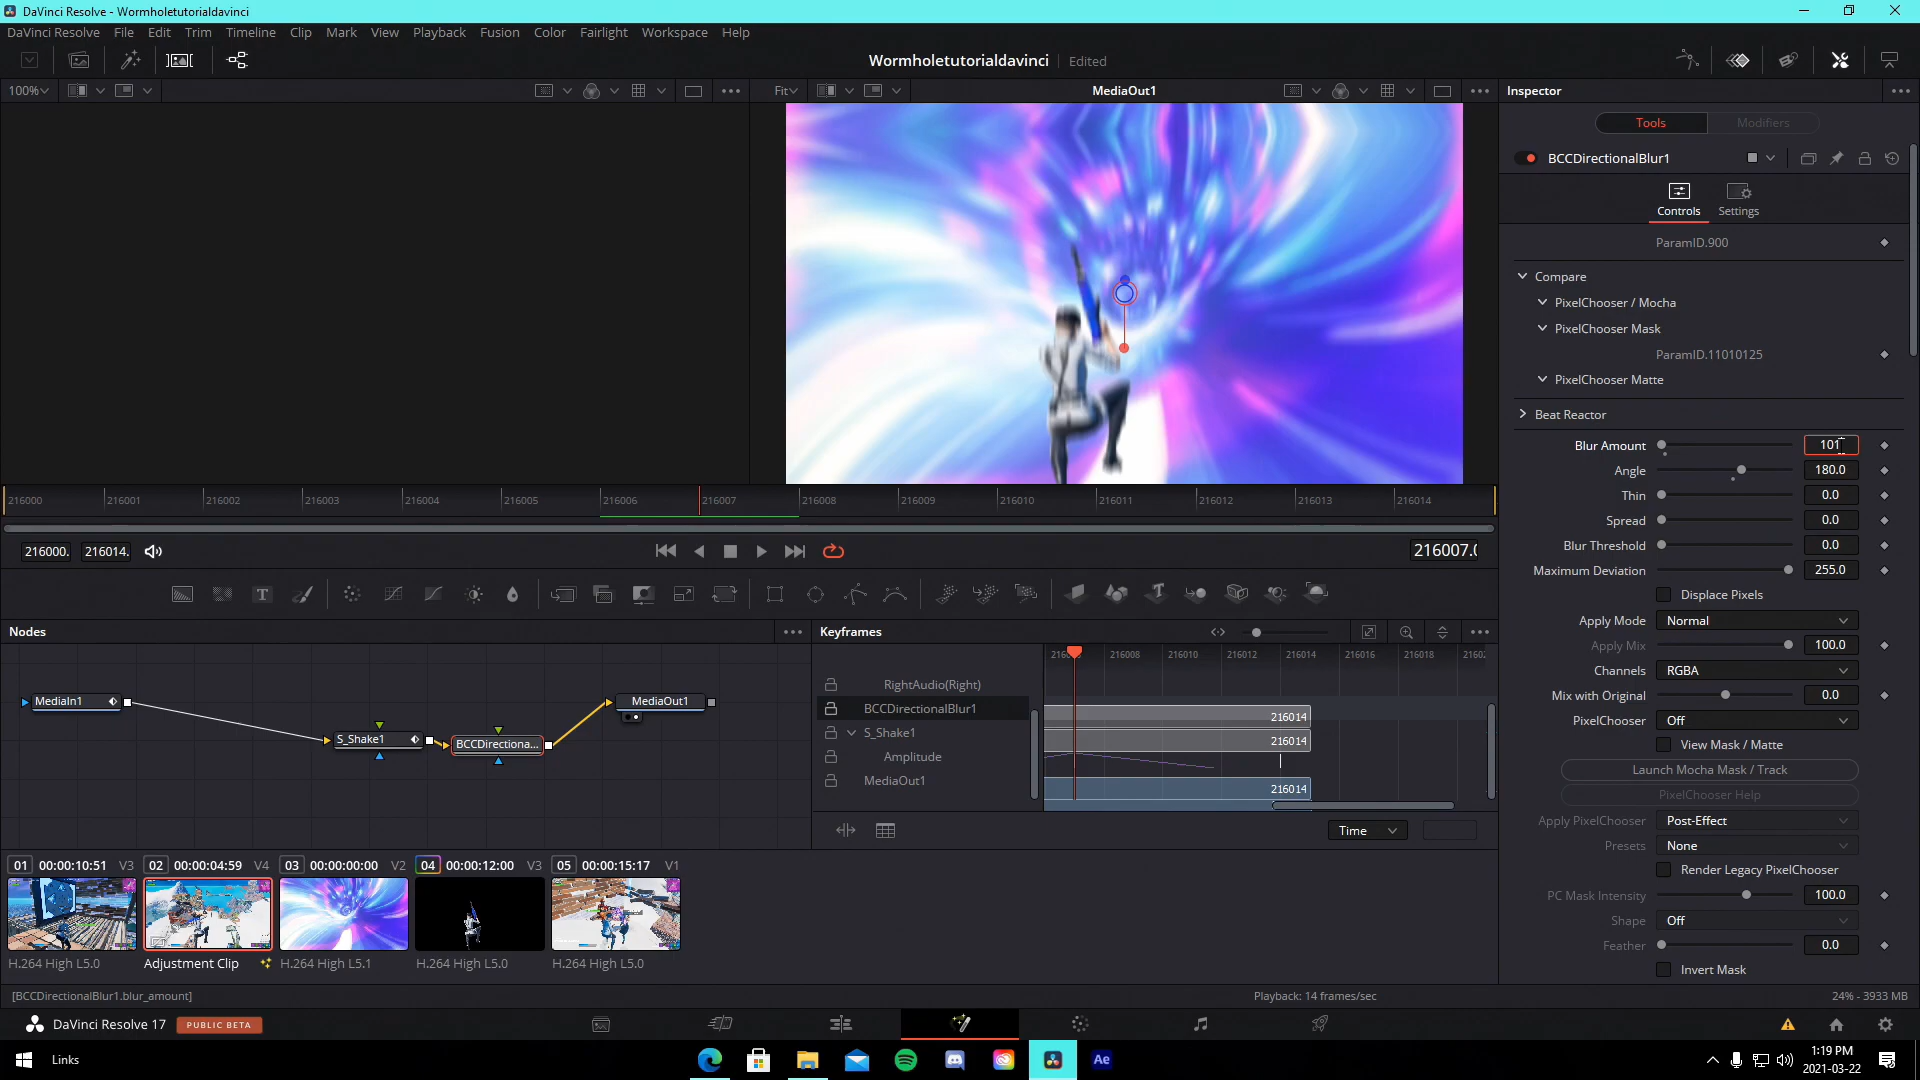 DaVinci Resolve - Wormholetutorialdavinci
DaVinci Resolve File Edit Trim Timeline Clip Mark View Playback Fusion Color Fairlight Workspace Help
Wormholetutorialdavinci Edited
100% Fit MediaOut1 Inspector
Tools Modifiers
BCCDirectionalBlur1
Controls Settings
ParamID.900
Compare
PixelChooser / Mocha
PixelChooser Mask
ParamID.11010125
PixelChooser Matte
Beat Reactor
Blur Amount 101
Angle 180.0
Thin 0.0
Spread 0.0
Blur Threshold 0.0
Maximum Deviation 255.0
Displace Pixels
Apply Mode Normal
Apply Mix 100.0
Channels RGBA
Mix with Original 0.0
PixelChooser Off
View Mask / Matte
Launch Mocha Mask / Track
PixelChooser Help
Apply PixelChooser Post-Effect
Presets None
Render Legacy PixelChooser
PC Mask Intensity 100.0
Shape Off
Feather 0.0
Invert Mask
216000 216001 216002 216003 216004 216005 216006 216007 216008 216009 216010 216011 216012 216013 216014
216000. 216014. 216007.0
Nodes
MediaIn1
S_Shake1
BCCDirectiona...
MediaOut1
Keyframes
216008 216010 216012 216014 216016 216018
RightAudio(Right)
BCCDirectionalBlur1 216014
S_Shake1 216014
Amplitude
MediaOut1 216014
Time
01 00:00:10:51 V3 02 00:00:04:59 V4 03 00:00:00:00 V2 04 00:00:12:00 V3 05 00:00:15:17 V1
H.264 High L5.0 Adjustment Clip H.264 High L5.1 H.264 High L5.0 H.264 High L5.0
[BCCDirectionalBlur1.blur_amount] Playback: 14 frames/sec 24% - 3933 MB
DaVinci Resolve 17 PUBLIC BETA
Links
Ae
1:19 PM
2021-03-22